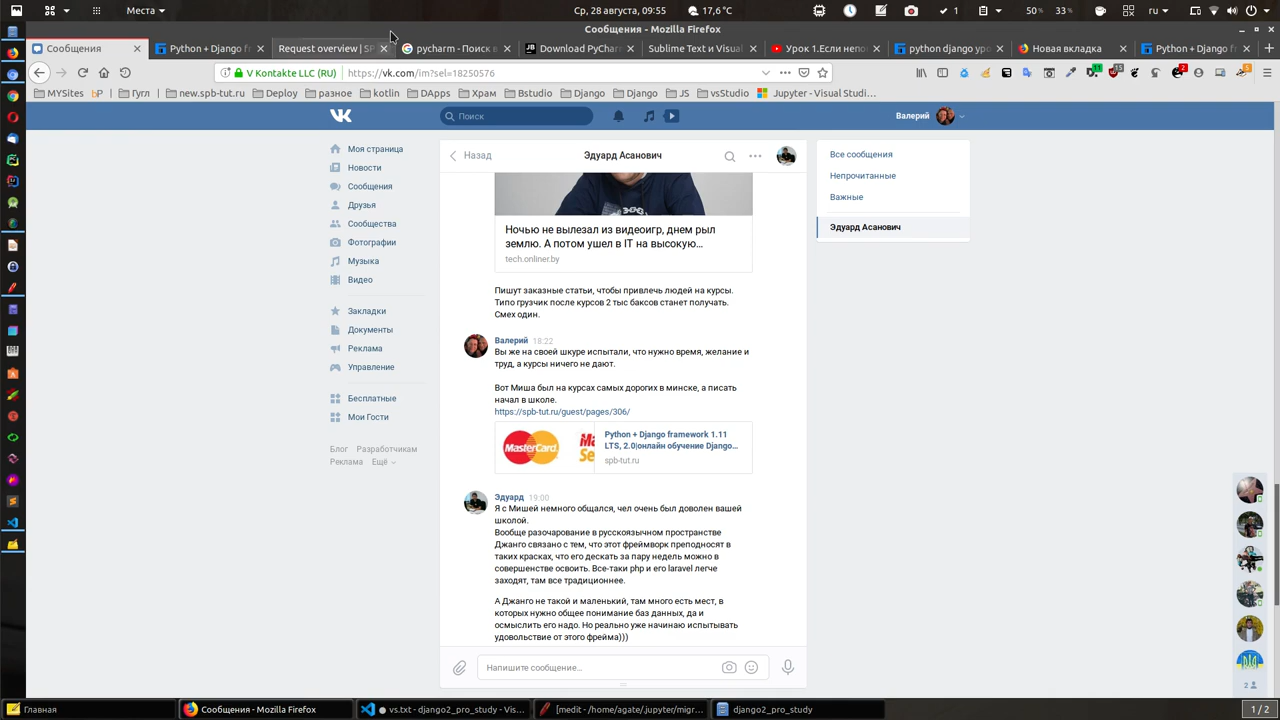 Места
Ср, 28 августа, 09:55
17,6°C
1
50%
33%
ru
Сообщения - Mozilla Firefox
Сообщения
Python + Django fr
Request overview | SP
pycharm - Поиск в
Download PyChar
Sublime Text и Visual
Урок 1.Если непо
python django уро
Новая вкладка
Python + Django fr
V Kontakte LLC (RU)
https://vk.com/im?sel=18250576
MYSites
Гугл
new.spb-tut.ru
Deploy
разное
kotlin
DApps
Храм
Bstudio
Django
Django
JS
vsStudio
Jupyter - Visual Studi…
Поиск
Валерий
Моя страница
Новости
Сообщения
Друзья
Сообщества
Фотографии
Музыка
Видео
Закладки
Документы
Реклама
Управление
Бесплатные
Мои Гости
Блог Разработчикам
Реклама Ещё
Назад
Эдуард Асанович
Ночью не вылезал из видеоигр, днем рыл
землю. А потом ушел в IT на высокую…
tech.onliner.by
Пишут заказные статьи, чтобы привлечь людей на курсы.
Типо грузчик после курсов 2 тыс баксов станет получать.
Смех один.
Валерий 18:22
Вы же на своей шкуре испытали, что нужно время, желание и
труд, а курсы ничего не дают.
Вот Миша был на курсах самых дорогих в минске, а писать
начал в школе.
https://spb-tut.ru/guest/pages/306/
MasterCard
Python + Django framework 1.11
LTS, 2.0|онлайн обучение Django…
spb-tut.ru
Эдуард 19:00
Я с Мишей немного общался, чел очень был доволен вашей
школой.
Вообще разочарование в русскоязычном пространстве
Джанго связано с тем, что этот фреймворк преподносят в
таких красках, что его дескать за пару недель можно в
совершенстве освоить. Все-таки php и его laravel легче
заходят, там все традиционнее.
А Джанго не такой и маленький, там много есть мест, в
которых нужно общее понимание баз данных, да и
осмыслить его надо. Но реально уже начинаю испытывать
удовольствие от этого фрейма)))
Напишите сообщение...
Все сообщения
Непрочитанные
Важные
Эдуард Асанович
2
Главная
Сообщения - Mozilla Firefox
● vs.txt - django2_pro_study - Vis...
[medit - /home/agate/.jupyter/migr...
django2_pro_study
1 / 2